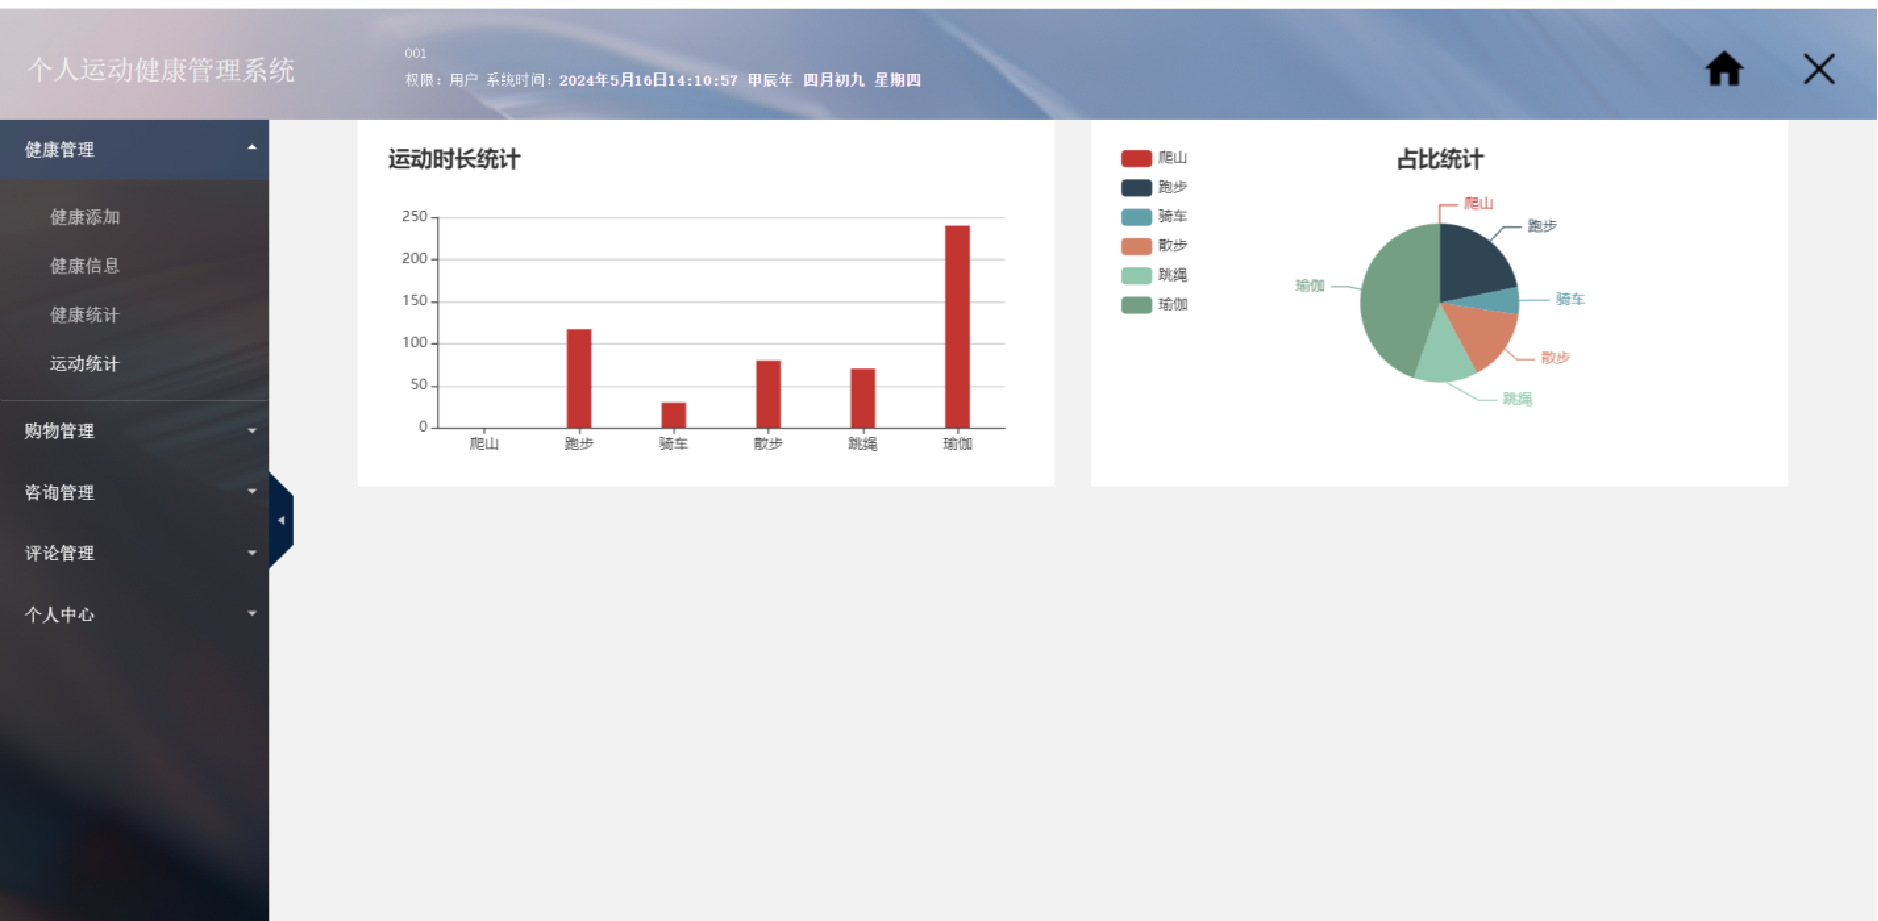 个人运动健康管理系统
001
权限：用户 系统时间：2024年5月16日14:10:57 甲辰年 四月初九 星期四
健康管理
健康添加
健康信息
健康统计
运动统计
购物管理
咨询管理
评论管理
个人中心
运动时长统计
250
200
150
100
50
0
爬山 跑步 骑车 散步 跳绳 瑜伽
占比统计
爬山
跑步
骑车
散步
跳绳
瑜伽
爬山
跑步
瑜伽
骑车
散步
跳绳